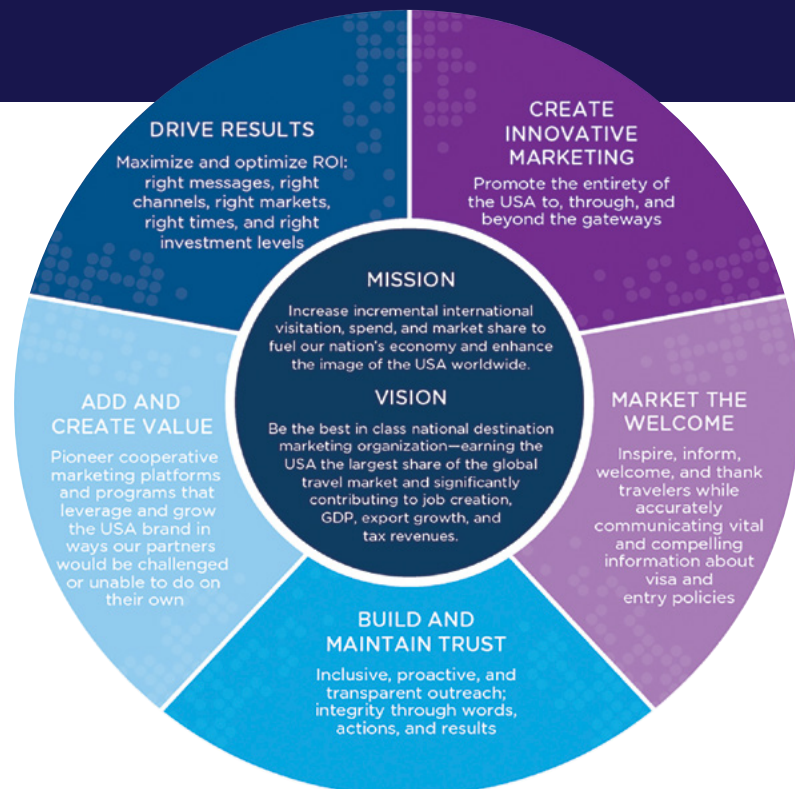 DRIVE RESULTS
Maximize and optimize ROI:
right messages, right
channels, right markets,
right times, and right
investment levels
CREATE
INNOVATIVE
MARKETING
Promote the entirety of
the USA to, through, and
beyond the gateways
MISSION
Increase incremental international
visitation, spend, and market share to
fuel our nation's economy and enhance
the image of the USA worldwide.
VISION
Be the best in class national destination
marketing organization—earning the
USA the largest share of the global
travel market and significantly
contributing to job creation,
GDP, export growth, and
tax revenues.
ADD AND
CREATE VALUE
Pioneer cooperative
marketing platforms
and programs that
leverage and grow
the USA brand in
ways our partners
would be challenged
or unable to do on
their own
MARKET THE
WELCOME
Inspire, inform,
welcome, and thank
travelers while
accurately
communicating vital
and compelling
information about
visa and
entry policies
BUILD AND
MAINTAIN TRUST
Inclusive, proactive, and
transparent outreach;
integrity through words,
actions, and results